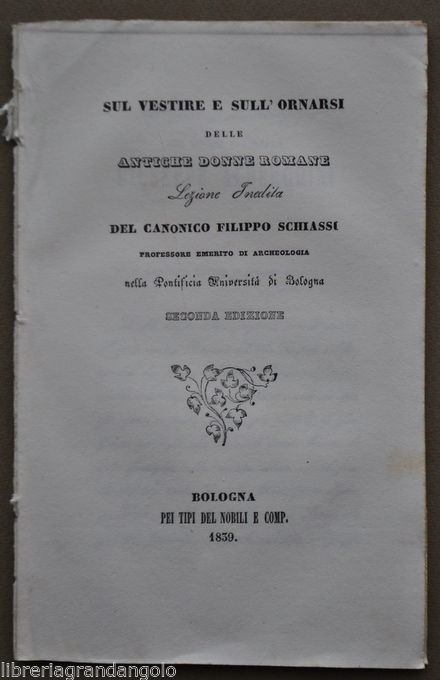 SUL VESTIRE E SULL' ORNARSI
DELLE
ANTICHE DONNE ROMANE
Lezione Inedita
DEL CANONICO FILIPPO SCHIASSI
PROFESSORE EMERITO DI ARCHEOLOGIA
nella Pontificia Università di Bologna
SECONDA EDIZIONE
BOLOGNA
PEI TIPI DEL NOBILI E COMP.
1839.
libreriagrandangolo